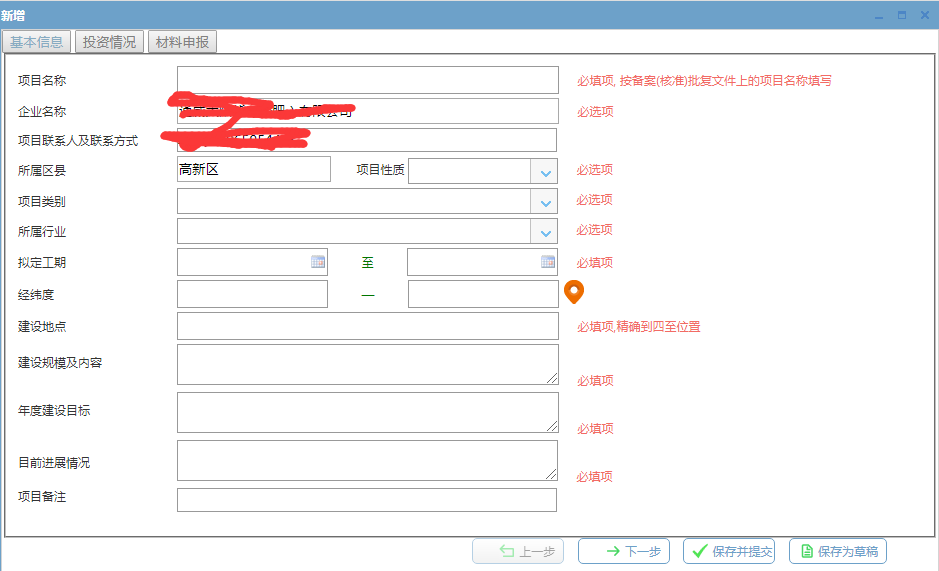 新增
基本信息 投资情况 材料申报
项目名称 必填项, 按备案(核准)批复文件上的项目名称填写
企业名称 有限公司 必选项
项目联系人及联系方式
所属区县 高新区 项目性质 必选项
项目类别 必选项
所属行业 必选项
拟定工期 至 必填项
经纬度 —
建设地点 必填项,精确到四至位置
建设规模及内容 必填项
年度建设目标 必填项
目前进展情况 必填项
项目备注
上一步 下一步 保存并提交 保存为草稿